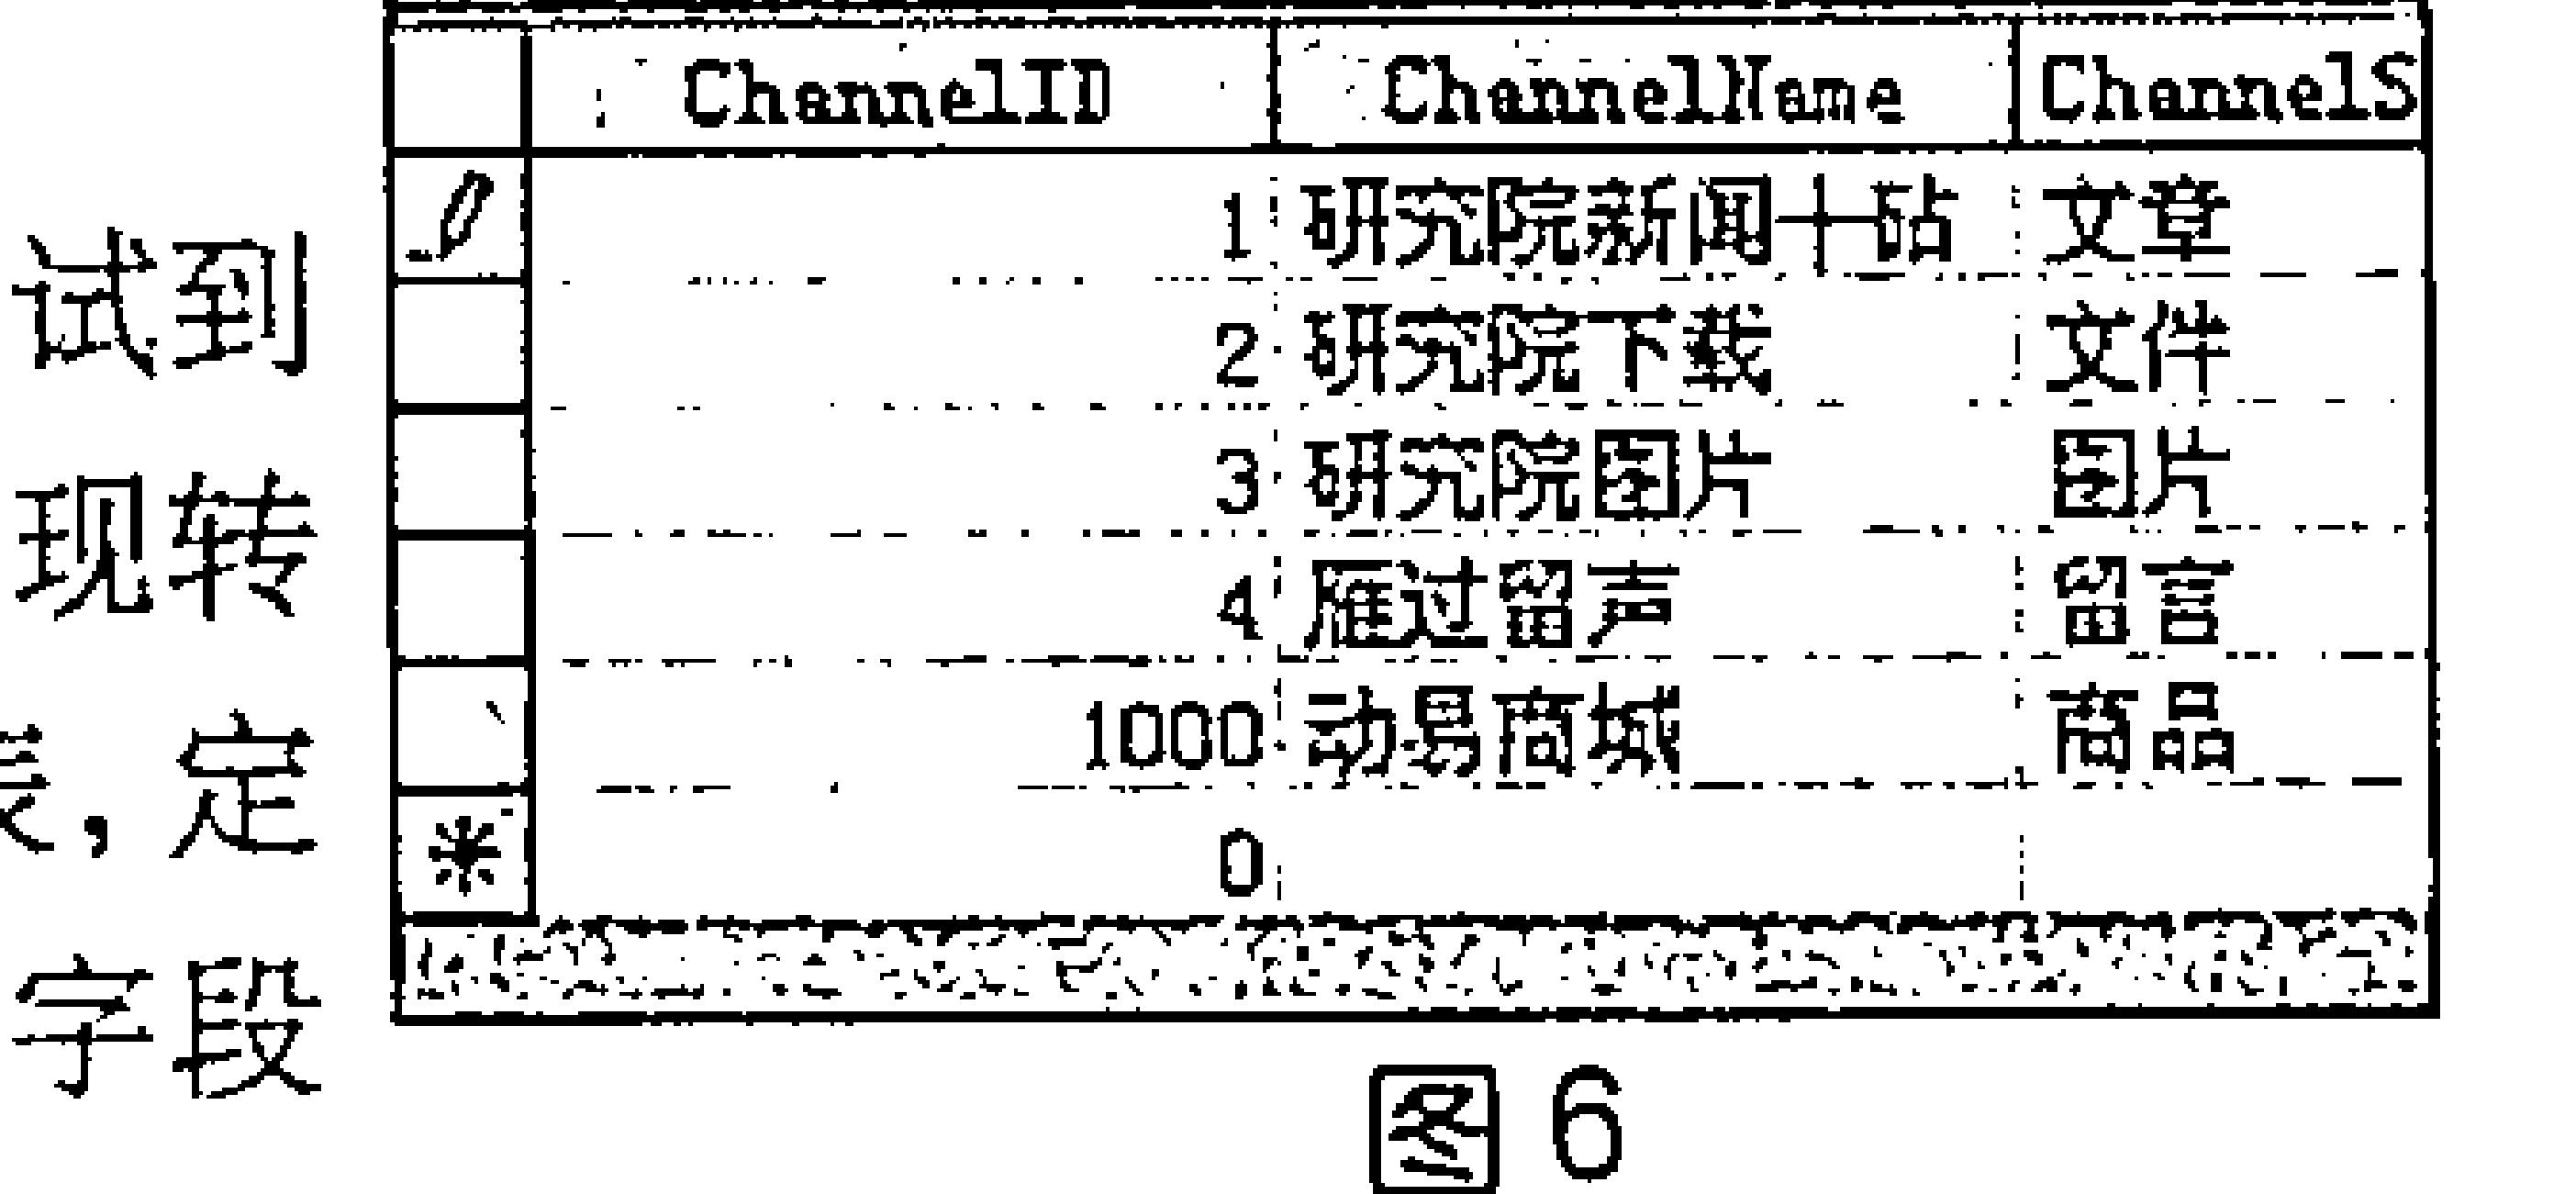 ChannelID ChannelName ChannelS
1 研究院新闻十砧 文章
2 研究院下载 文件
3 研究院图片 图片
4 雁过留声 留言
1000 动易商城 商品
0
图 6
试到
现转
,定
字段